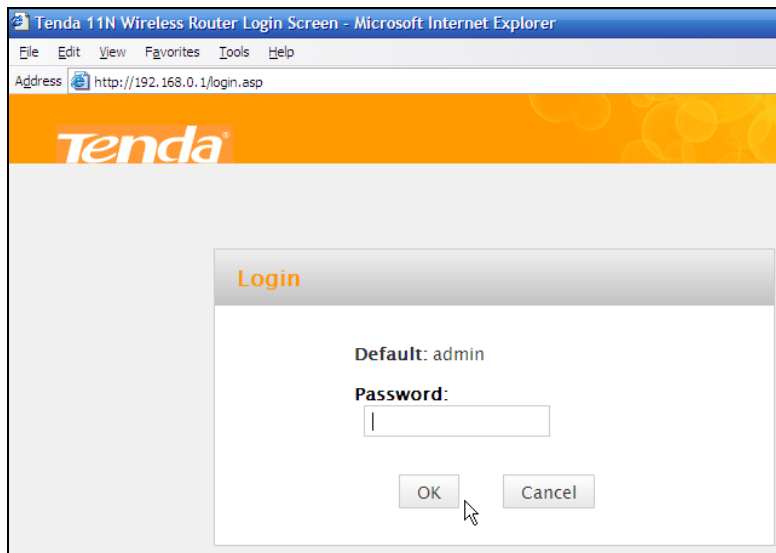 Tenda 11N Wireless Router Login Screen - Microsoft Internet Explorer
File Edit View Favorites Tools Help
Address http://192.168.0.1/login.asp
Tenda®
Login
Default: admin
Password:
OK Cancel